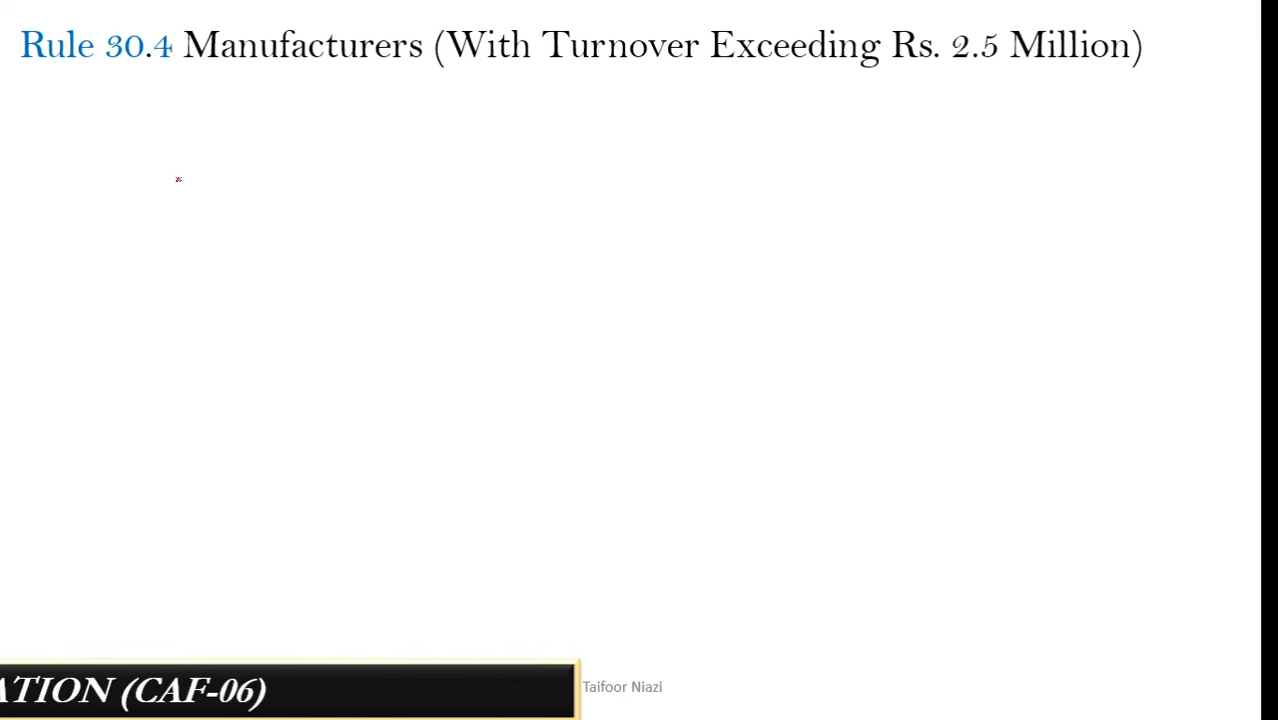 Rule 30.4 Manufacturers (With Turnover Exceeding Rs. 2.5 Million)
ATION (CAF-06)
Taifoor Niazi